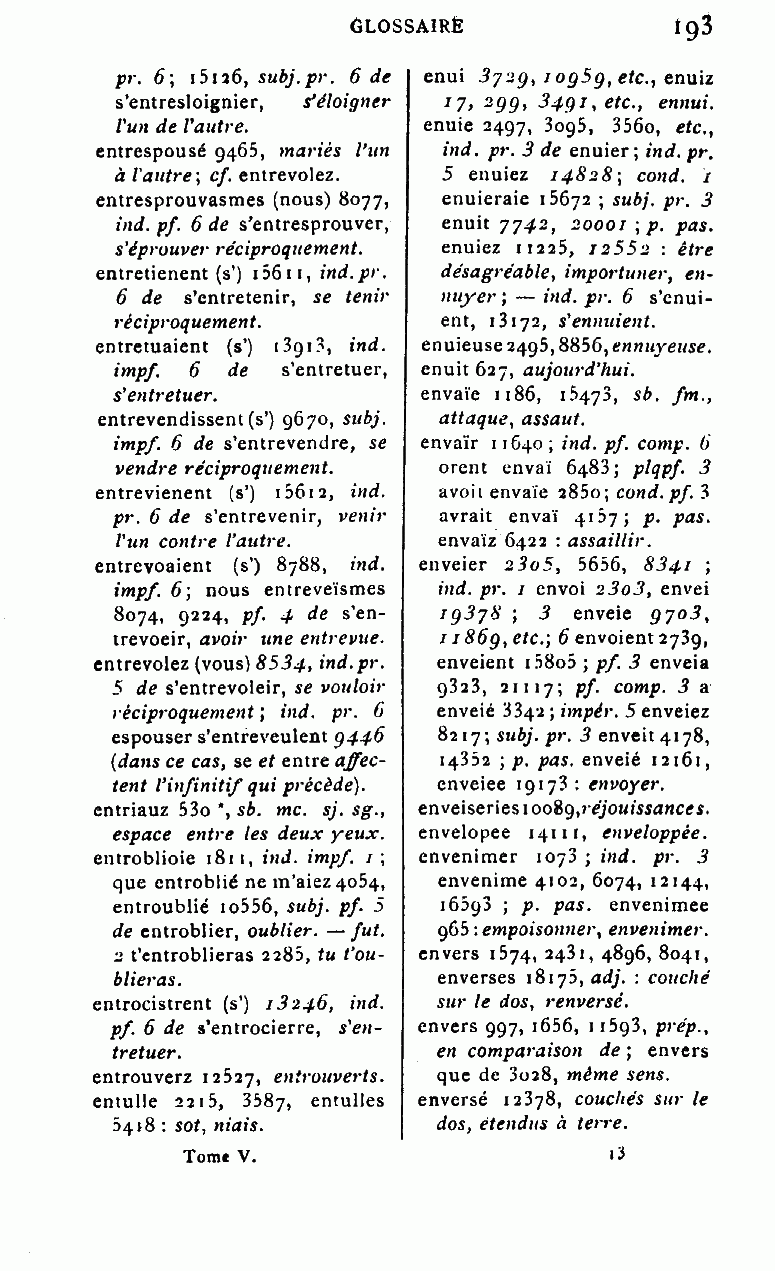 GLOSSAIRE 193
pr. 6; 15126, subj. pr. 6 de
s'entresloignier, s'éloigner
l'un de l'autre.
entrespousé 9465, mariés l'un
à l'autre; cf. entrevolez.
entresprouvasmes (nous) 8077,
ind. pf. 6 de s'entresprouver,
s'éprouver réciproquement.
entretienent (s') 15611, ind. pr.
6 de s'entretenir, se tenir
réciproquement.
entretuaient (s') 13913, ind.
impf. 6 de s'entretuer,
s'entretuer.
entrevendissent (s') 9670, subj.
impf. 6 de s'entrevendre, se
vendre réciproquement.
entrevienent (s') 15612, ind.
pr. 6 de s'entrevenir, venir
l'un contre l'autre.
entrevoaient (s') 8788, ind.
impf. 6; nous entreveïsmes
8074, 9224, pf. 4 de s'en-
trevoeir, avoir une entrevue.
entrevolez (vous) 8534, ind. pr.
5 de s'entrevoleir, se vouloir
réciproquement; ind. pr. 6
espouser s'entreveulent 9446
(dans ce cas, se et entre affec-
tent l'infinitif qui précède).
entriauz 530 *, sb. mc. sj. sg.,
espace entre les deux yeux.
entroblioie 1811, ind. impf. 1;
que entroblié ne m'aiez 4054,
entroublié 10556, subj. pf. 5
de entroblier, oublier. — fut.
2 t'entroblieras 2285, tu t'ou-
blieras.
entrocistrent (s') 13246, ind.
pf. 6 de s'entrocierre, s'en-
tretuer.
entrouverz 12527, entrouverts.
entulle 2215, 3587, entulles
5418 : sot, niais.
Tome V.
enui 3729, 10959, etc., enuiz
17, 299, 3491, etc., ennui.
enuie 2497, 3095, 3560, etc.,
ind. pr. 3 de enuier; ind. pr.
5 enuiez 14828; cond. 1
enuieraie 15672 ; subj. pr. 3
enuit 7742, 20001 ; p. pas.
enuiez 11225, 12552 : être
désagréable, importuner, en-
nuyer; — ind. pr. 6 s'enui-
ent, 13172, s'ennuient.
enuieuse 2495, 8856, ennuyeuse.
enuit 627, aujourd'hui.
envaïe 1186, 15473, sb. fm.,
attaque, assaut.
envaïr 11640; ind. pf. comp. 6
orent envaï 6483; plqpf. 3
avoit envaïe 2850; cond. pf. 3
avrait envaï 4157; p. pas.
envaïz 6422 : assaillir.
enveier 2305, 5656, 8341 ;
ind. pr. 1 envoi 2303, envei
19378 ; 3 enveie 9703,
11869, etc.; 6 envoient 2739,
enveient 15805 ; pf. 3 enveia
9323, 21117; pf. comp. 3 a
enveié 3342; impér. 5 enveiez
8217; subj. pr. 3 enveit 4178,
14352 ; p. pas. enveié 12161,
enveiee 19173 : envoyer.
enveiseries 10089, réjouissances.
envelopee 14111, enveloppée.
envenimer 1073 ; ind. pr. 3
envenime 4102, 6074, 12144,
16593 ; p. pas. envenimee
965 : empoisonner, envenimer.
envers 1574, 2431, 4896, 8041,
enverses 18175, adj. : couché
sur le dos, renversé.
envers 997, 1656, 11593, prép.,
en comparaison de; envers
que de 3028, même sens.
enversé 12378, couchés sur le
dos, étendus à terre.
13